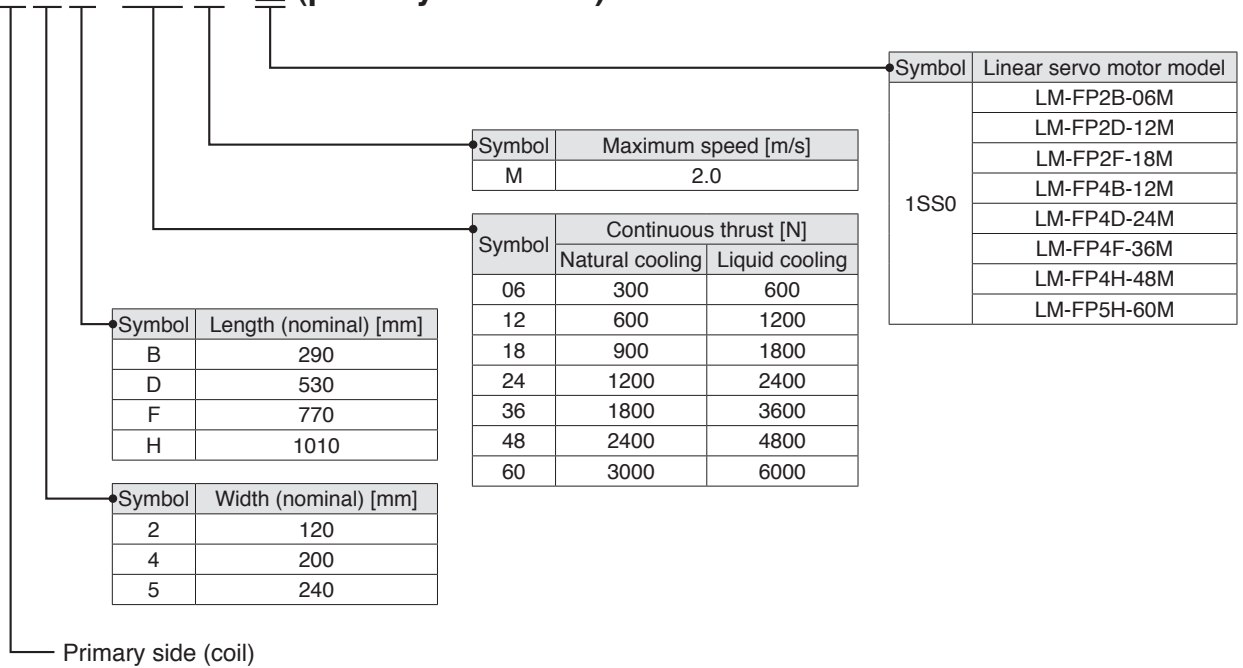 Symbol Linear servo motor model
1SS0
LM-FP2B-06M
LM-FP2D-12M
LM-FP2F-18M
LM-FP4B-12M
LM-FP4D-24M
LM-FP4F-36M
LM-FP4H-48M
LM-FP5H-60M
Symbol Maximum speed [m/s]
M 2.0
Symbol Continuous thrust [N]
Natural cooling Liquid cooling
06 300 600
12 600 1200
18 900 1800
24 1200 2400
36 1800 3600
48 2400 4800
60 3000 6000
Symbol Length (nominal) [mm]
B 290
D 530
F 770
H 1010
Symbol Width (nominal) [mm]
2 120
4 200
5 240
Primary side (coil)